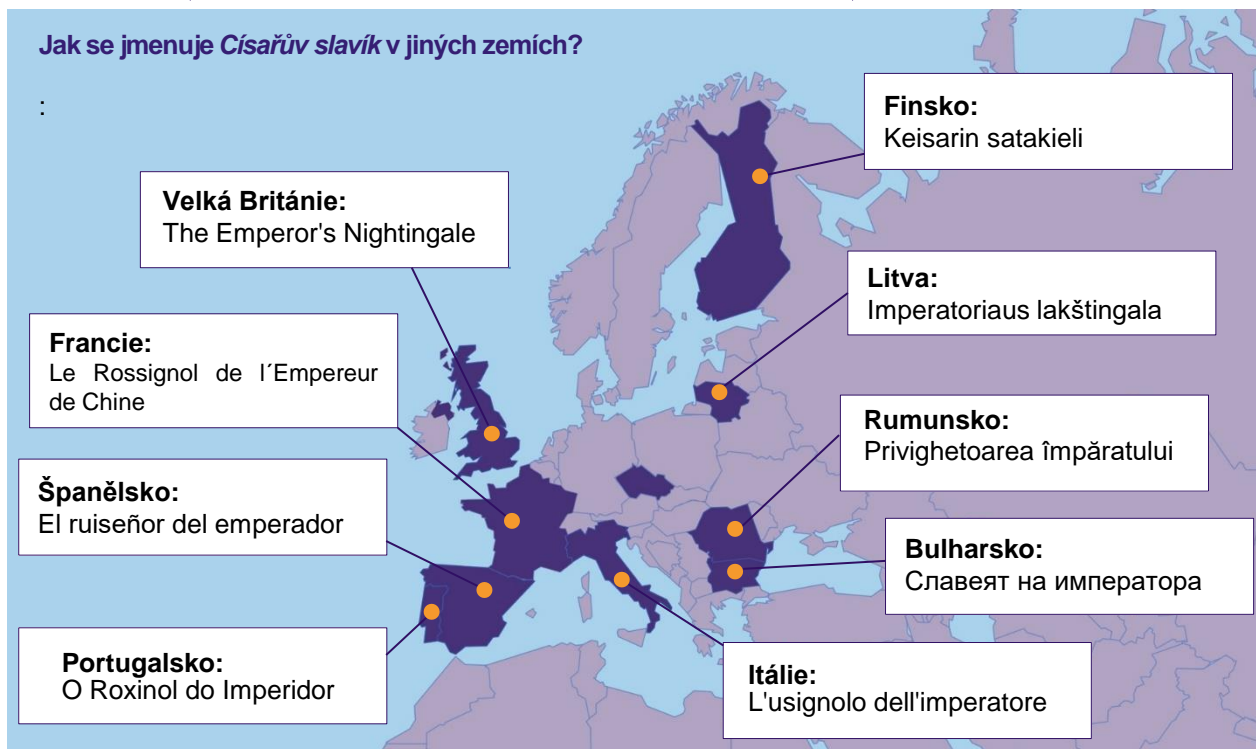 Jak se jmenuje Císařův slavík v jiných zemích?
:
Finsko:
Keisarin satakieli
Velká Británie:
The Emperor's Nightingale
Litva:
Imperatoriaus lakštingala
Francie:
Le Rossignol de l´Empereur
de Chine
Rumunsko:
Privighetoarea împăratului
Španělsko:
El ruiseñor del emperador
Bulharsko:
Славеят на императора
Portugalsko:
O Roxinol do Imperidor
Itálie:
L'usignolo dell'imperatore